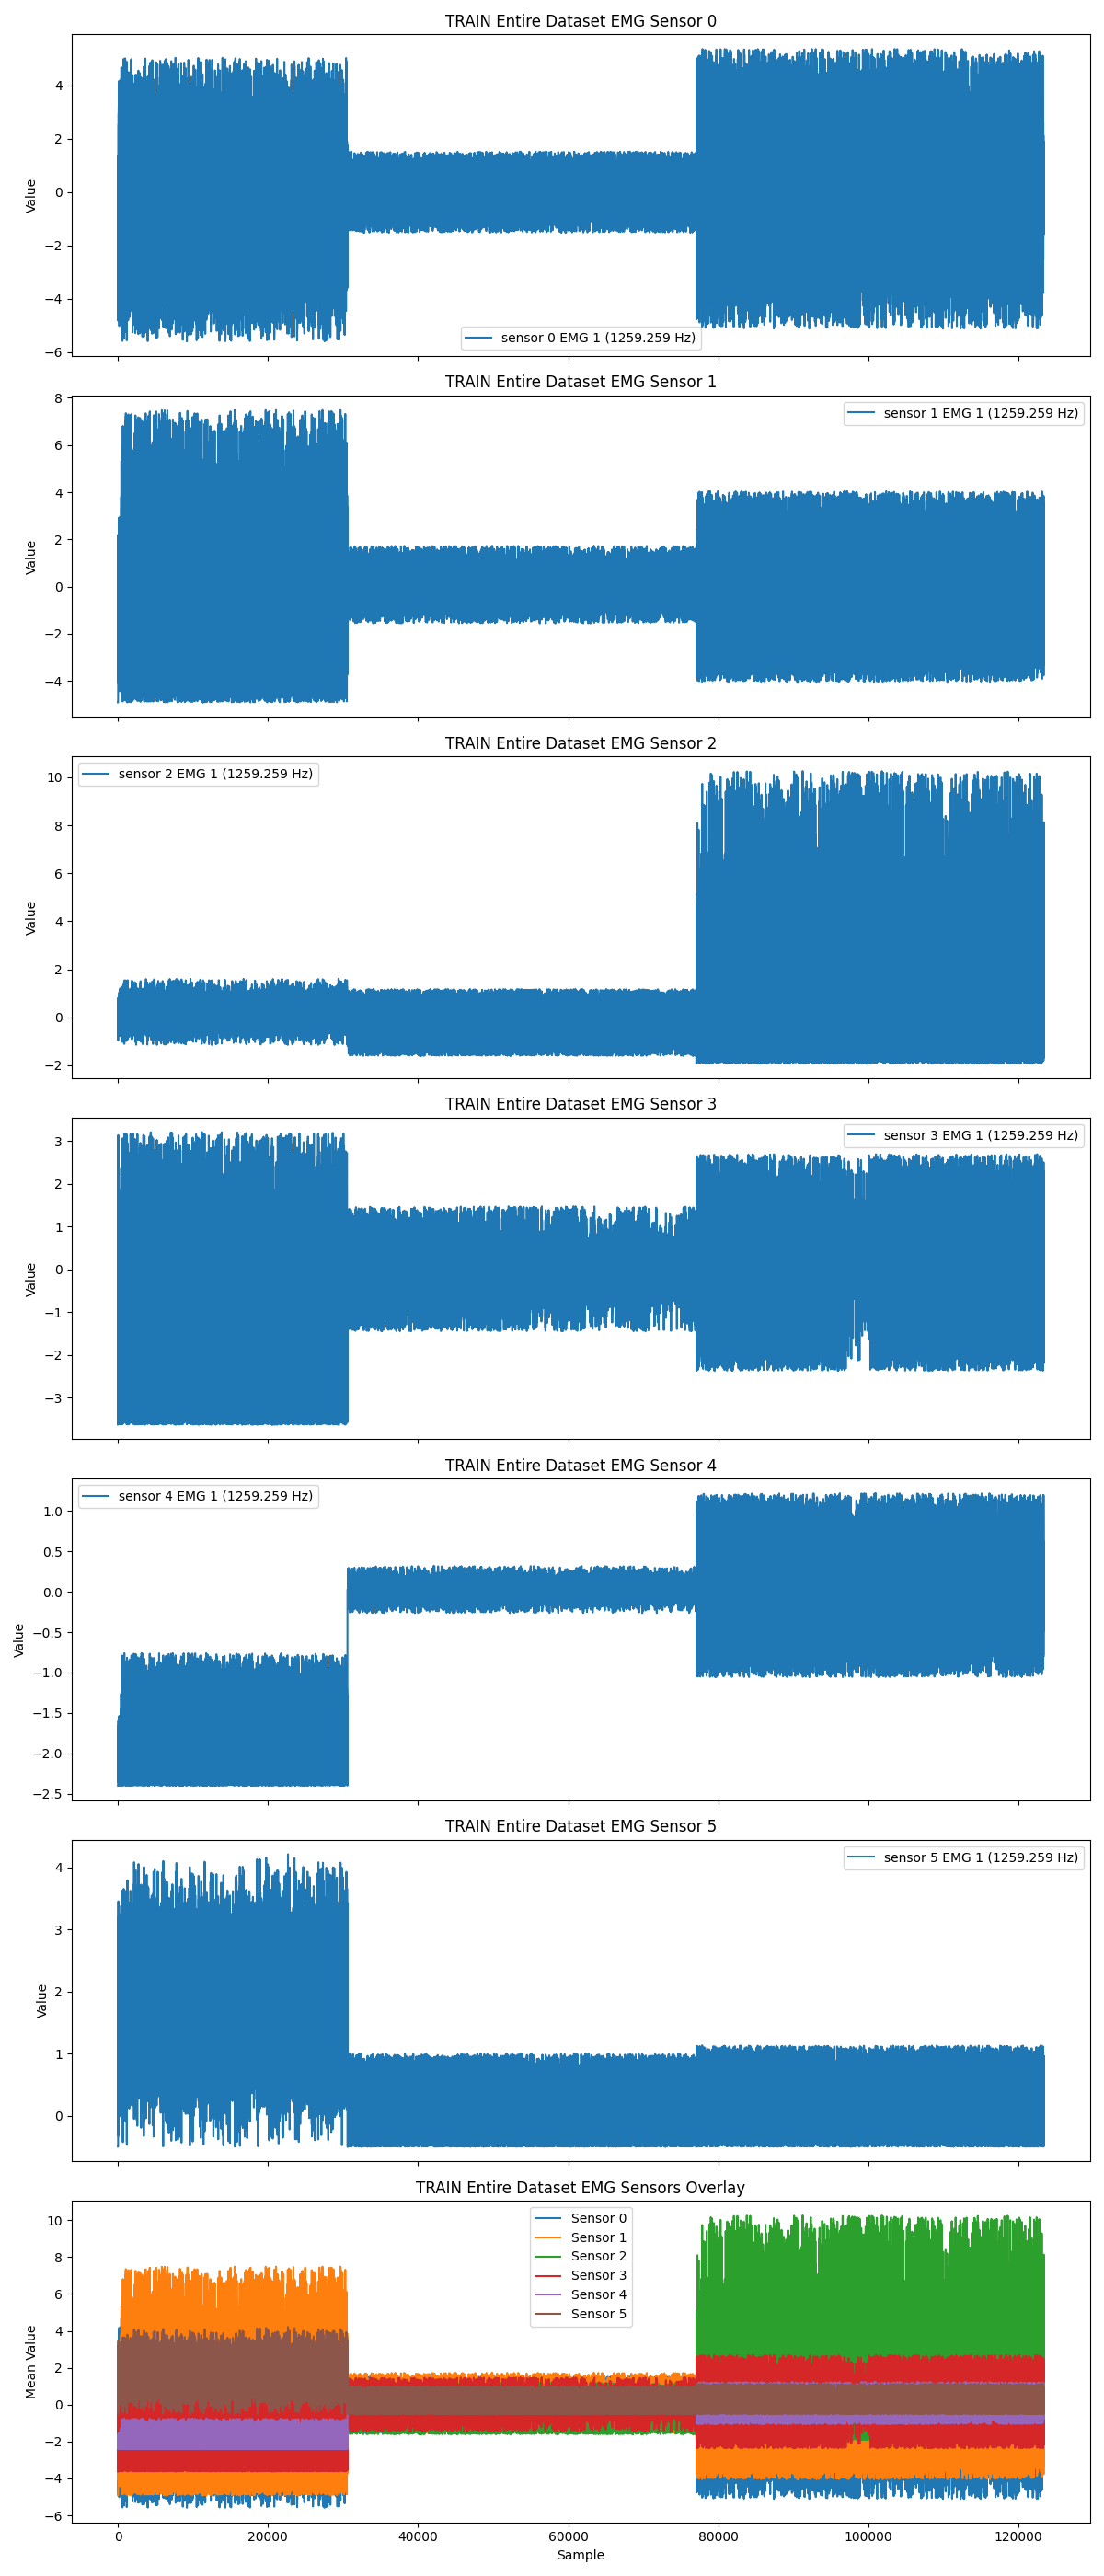 TRAIN Entire Dataset EMG Sensor 0
4
2
0
−2
−4
−6
Value
sensor 0 EMG 1 (1259.259 Hz)
TRAIN Entire Dataset EMG Sensor 1
8
6
4
2
0
−2
−4
Value
sensor 1 EMG 1 (1259.259 Hz)
TRAIN Entire Dataset EMG Sensor 2
10
8
6
4
2
0
−2
Value
sensor 2 EMG 1 (1259.259 Hz)
TRAIN Entire Dataset EMG Sensor 3
3
2
1
0
−1
−2
−3
Value
sensor 3 EMG 1 (1259.259 Hz)
TRAIN Entire Dataset EMG Sensor 4
1.0
0.5
0.0
−0.5
−1.0
−1.5
−2.0
−2.5
Value
sensor 4 EMG 1 (1259.259 Hz)
TRAIN Entire Dataset EMG Sensor 5
4
3
2
1
0
Value
sensor 5 EMG 1 (1259.259 Hz)
TRAIN Entire Dataset EMG Sensors Overlay
10
8
6
4
2
0
−2
−4
−6
Mean Value
Sensor 0
Sensor 1
Sensor 2
Sensor 3
Sensor 4
Sensor 5
0 20000 40000 60000 80000 100000 120000
Sample